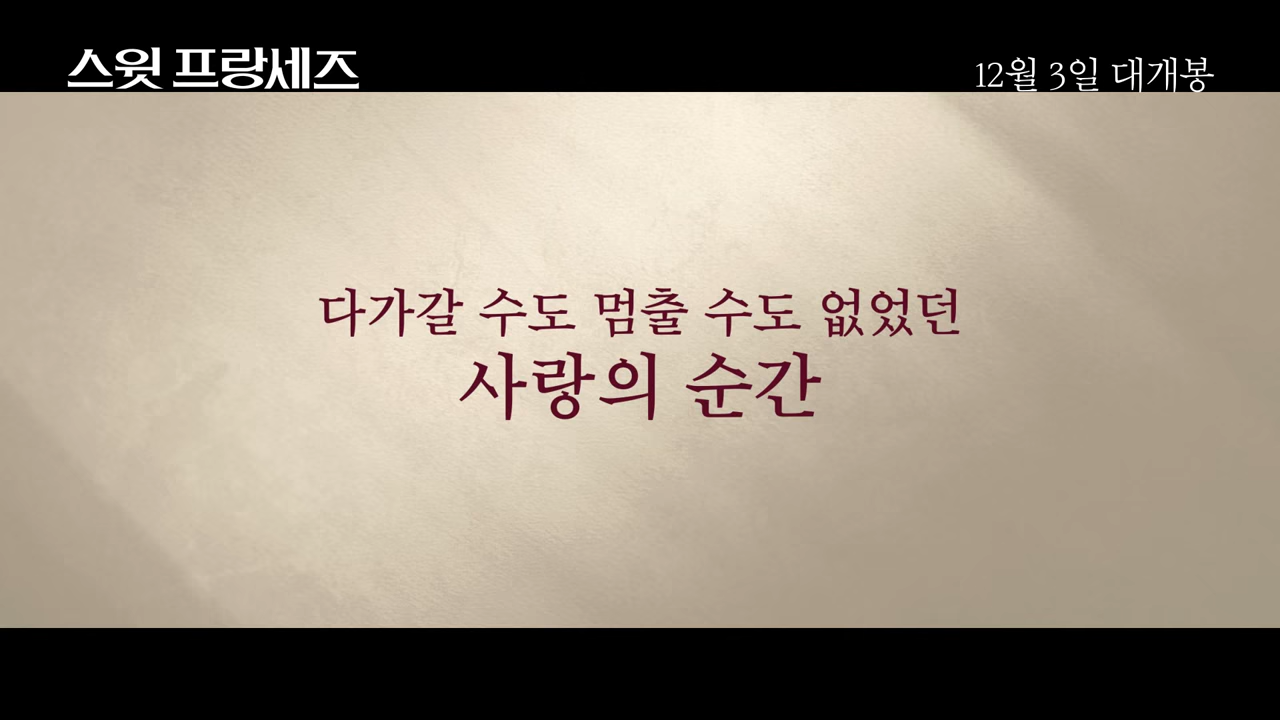 스윗 프랑세즈
12월 3일 대개봉
다가갈 수도 멈출 수도 없었던
사랑의 순간